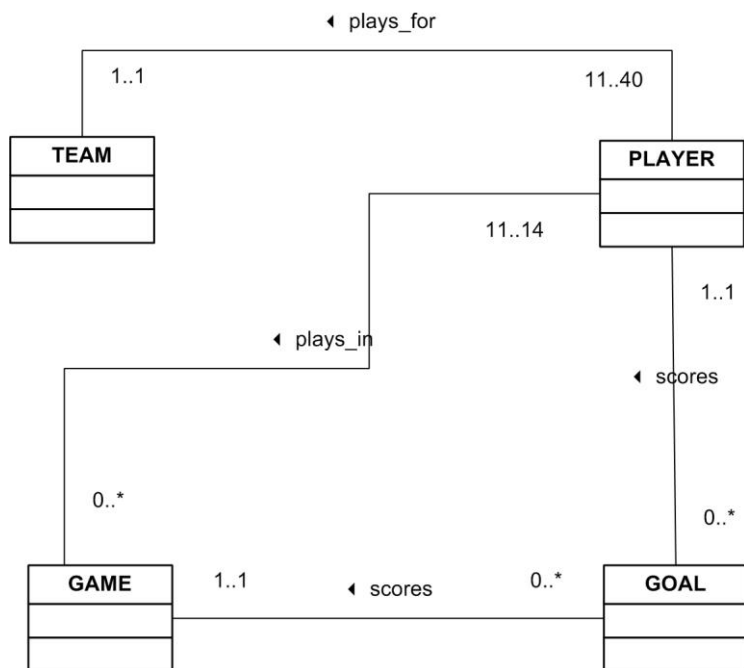 ◄ plays_for
1..1
11..40
TEAM
PLAYER
11..14
1..1
◄ plays_in
◄ scores
0..*
0..*
GAME
1..1
◄ scores
0..*
GOAL